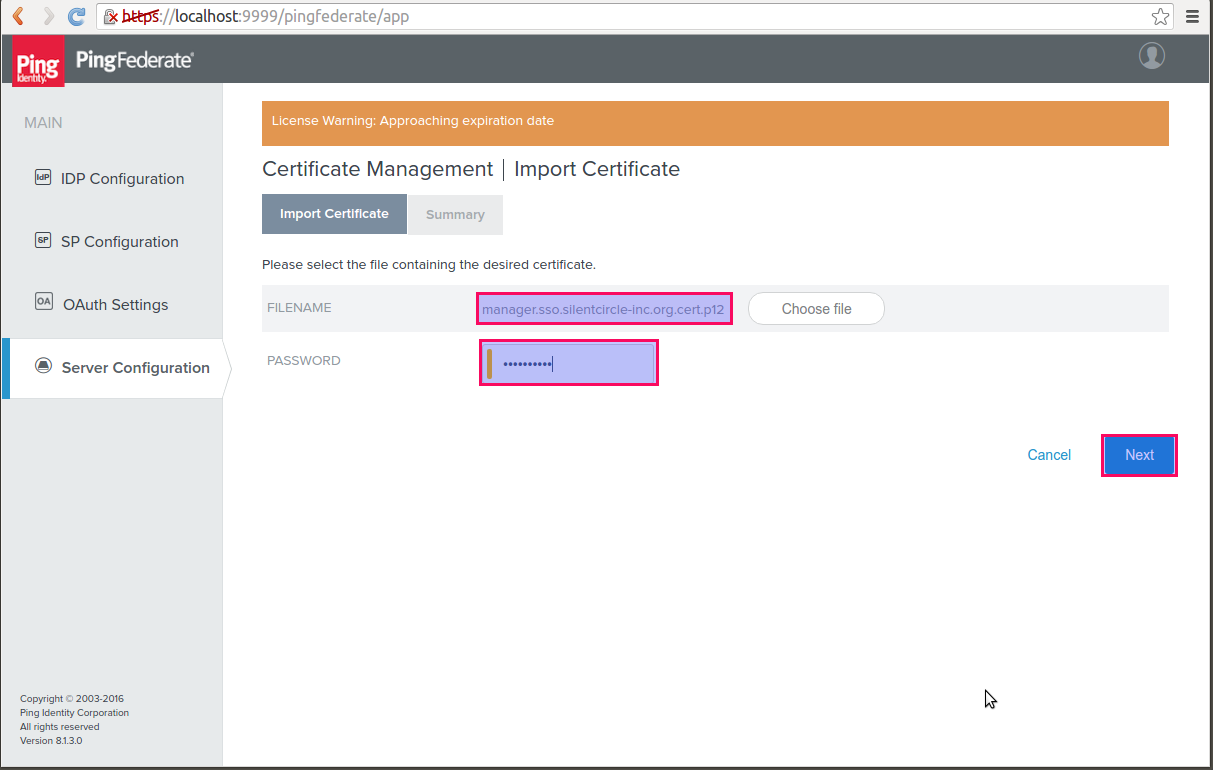 https://localhost:9999/pingfederate/app
Ping
Identity.
PingFederate®
MAIN
IdP IDP Configuration
SP SP Configuration
OA OAuth Settings
Server Configuration
License Warning: Approaching expiration date
Certificate Management | Import Certificate
Import Certificate Summary
Please select the file containing the desired certificate.
FILENAME manager.sso.silentcircle-inc.org.cert.p12 Choose file
PASSWORD ••••••••••
Cancel Next
Copyright © 2003-2016
Ping Identity Corporation
All rights reserved
Version 8.1.3.0